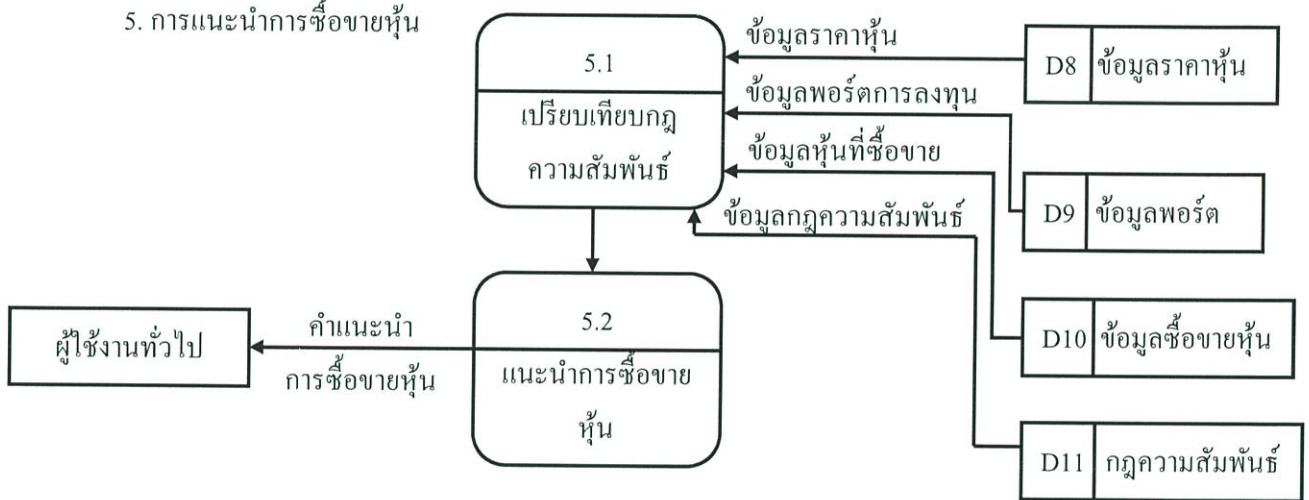 5. การแนะนำการซื้อขายหุ้น
5.1
เปรียบเทียบกฎ
ความสัมพันธ์
ข้อมูลราคาหุ้น
ข้อมูลพอร์ตการลงทุน
ข้อมูลหุ้นที่ซื้อขาย
ข้อมูลกฎความสัมพันธ์
D8 ข้อมูลราคาหุ้น
D9 ข้อมูลพอร์ต
D10 ข้อมูลซื้อขายหุ้น
D11 กฎความสัมพันธ์
5.2
แนะนำการซื้อขาย
หุ้น
คำแนะนำ
การซื้อขายหุ้น
ผู้ใช้งานทั่วไป